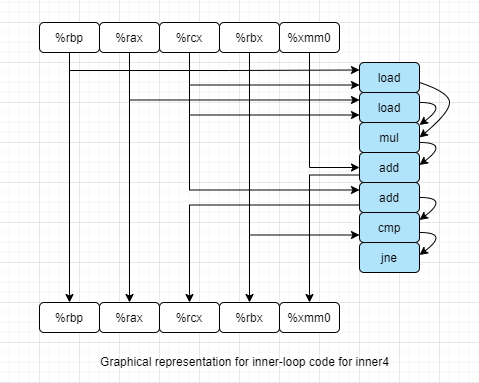 %rbp %rax %rcx %rbx %xmm0
load
load
mul
add
add
cmp
jne
%rbp %rax %rcx %rbx %xmm0
Graphical representation for inner-loop code for inner4